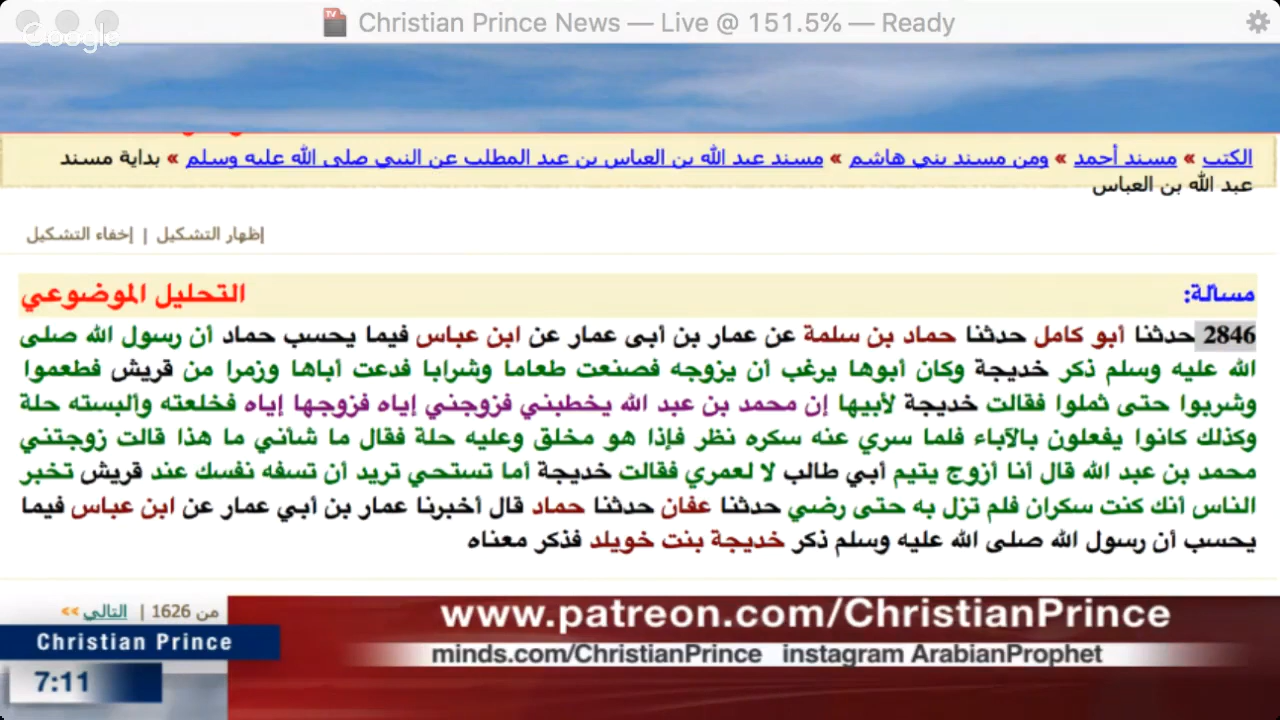 Christian Prince News — Live @ 151.5% — Ready
Google
الكتب » مسند أحمد » ومن مسند بني هاشم » مسند عبد الله بن العباس بن عبد المطلب عن النبي صلى الله عليه وسلم » بداية مسند
عبد الله بن العباس
إظهار التشكيل | إخفاء التشكيل
مسألة: التحليل الموضوعي
2846 حدثنا أبو كامل حدثنا حماد بن سلمة عن عمار بن أبى عمار عن ابن عباس فيما يحسب حماد أن رسول الله صلى
الله عليه وسلم ذكر خديجة وكان أبوها يرغب أن يزوجه فصنعت طعاما وشرابا فدعت أباها وزمرا من قريش فطعموا
وشربوا حتى ثملوا فقالت خديجة لأبيها إن محمد بن عبد الله يخطبني فزوجني إياه فزوجها إياه فخلعته وألبسته حلة
وكذلك كانوا يفعلون بالآباء فلما سري عنه سكره نظر فإذا هو مخلق وعليه حلة فقال ما شأني ما هذا قالت زوجتني
محمد بن عبد الله قال أنا أزوج يتيم أبي طالب لا لعمري فقالت خديجة أما تستحي تريد أن تسفه نفسك عند قريش تخبر
الناس أنك كنت سكران فلم تزل به حتى رضي حدثنا عفان حدثنا حماد قال أخبرنا عمار بن أبي عمار عن ابن عباس فيما
يحسب أن رسول الله صلى الله عليه وسلم ذكر خديجة بنت خويلد فذكر معناه
من 1626 | التالي >>
www.patreon.com/ChristianPrince
Christian Prince
minds.com/ChristianPrince instagram ArabianProphet
7:11